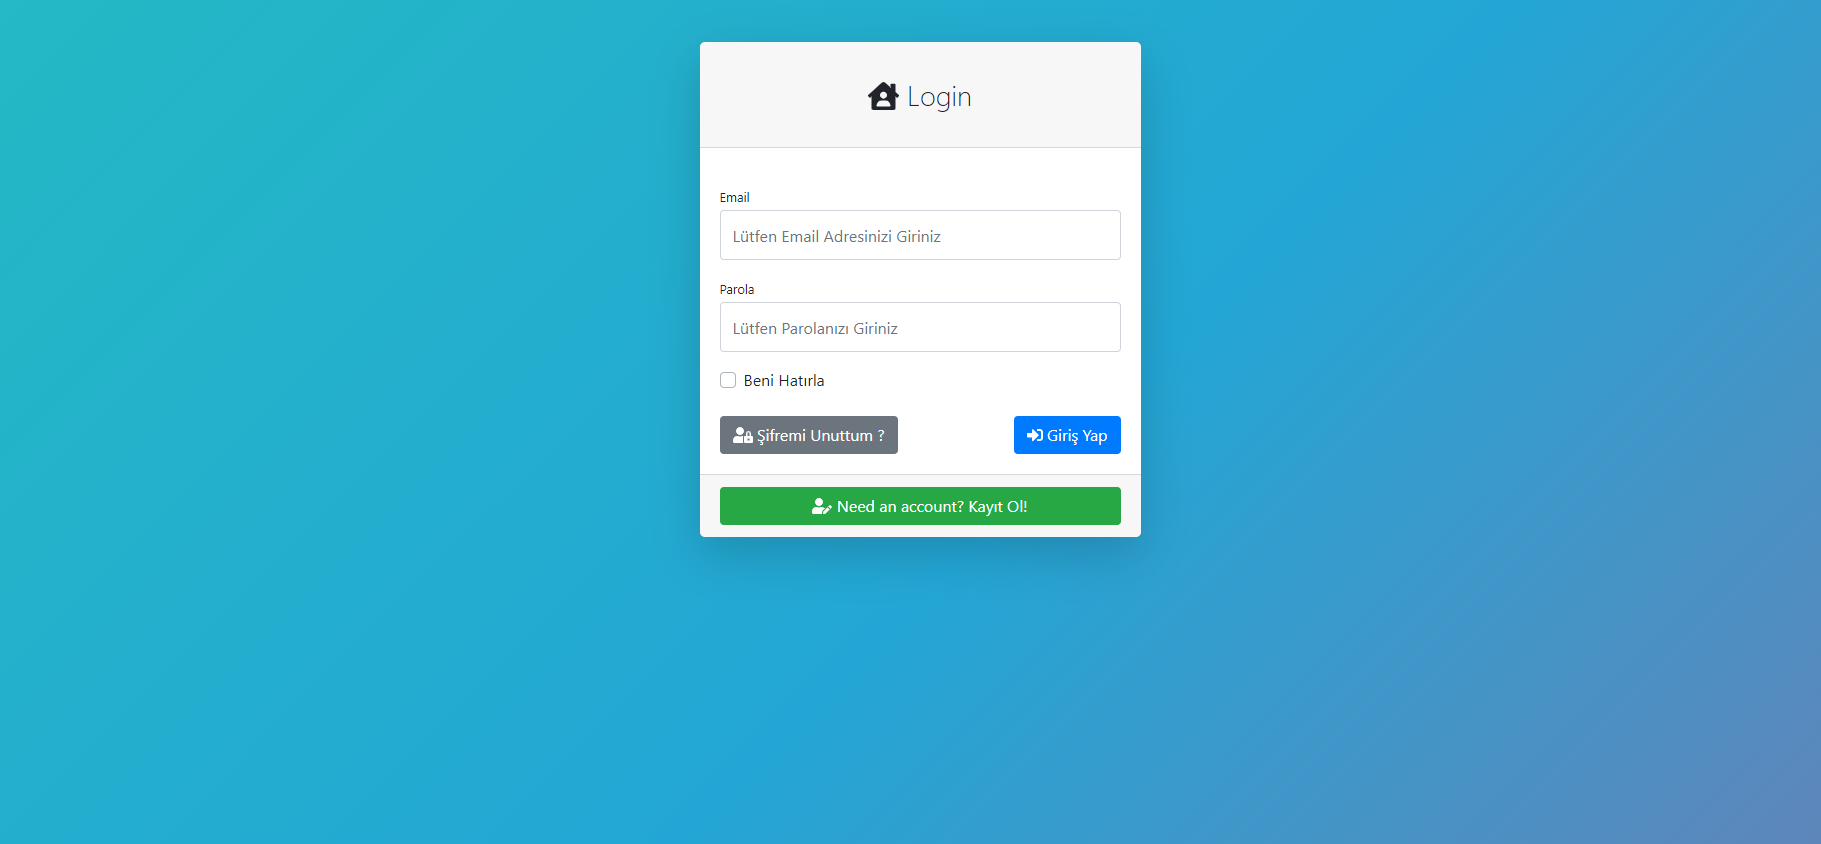 Login
Email
Lütfen Email Adresinizi Giriniz
Parola
Lütfen Parolanızı Giriniz
Beni Hatırla
Şifremi Unuttum ?
Giriş Yap
Need an account? Kayıt Ol!